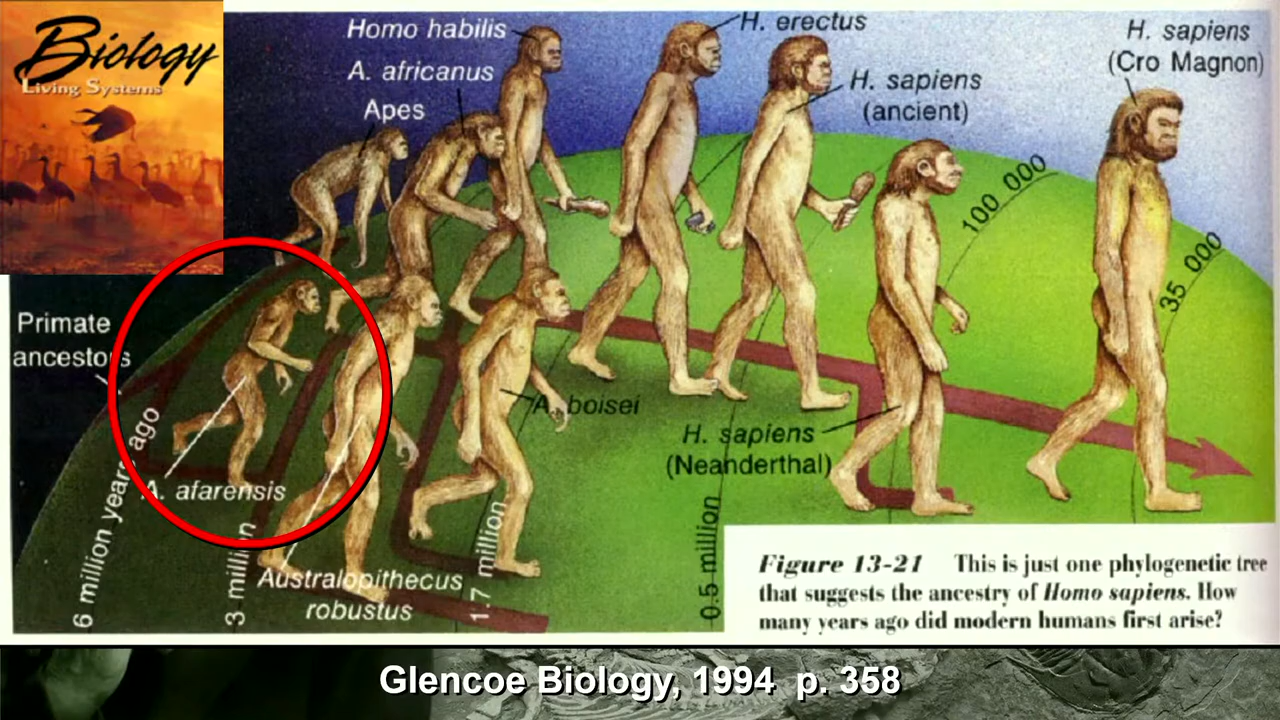 Biology
Living Systems
Homo habilis
A. africanus
Apes
H. erectus
H. sapiens
(ancient)
H. sapiens
(Cro Magnon)
100 000
35 000
Primate
ancestors
A. afarensis
A. boisei
H. sapiens
(Neanderthal)
Australopithecus
robustus
6 million years ago
3 million
1.7 million
0.5 million
Figure 13-21 This is just one phylogenetic tree
that suggests the ancestry of Homo sapiens. How
many years ago did modern humans first arise?
Glencoe Biology, 1994 p. 358